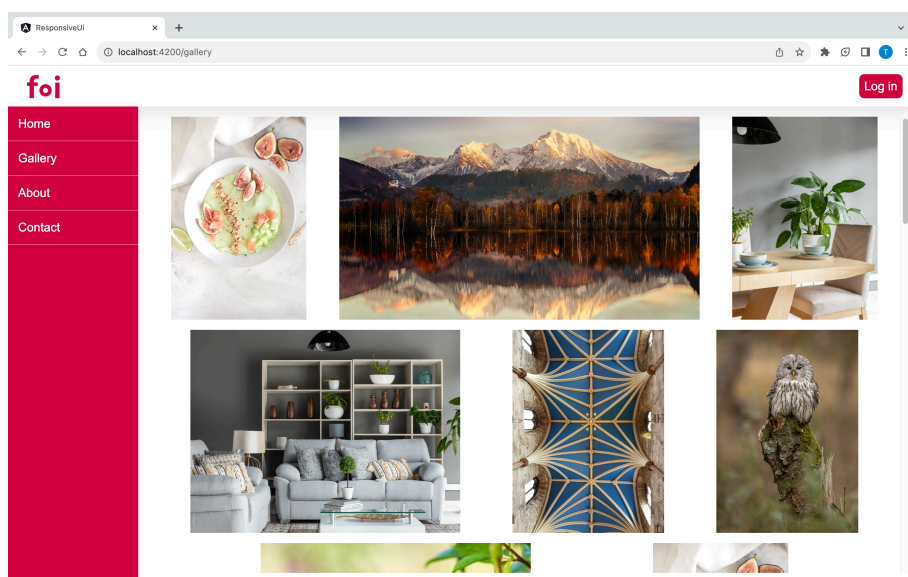 ResponsiveUi
localhost:4200/gallery
T
foi
Log in
Home
Gallery
About
Contact